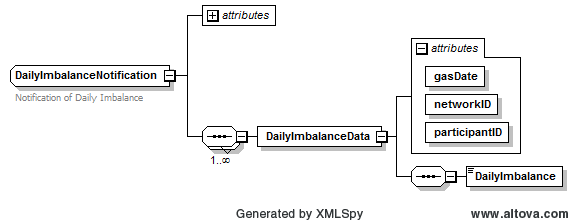 attributes
DailyImbalanceNotification
Notification of Daily Imbalance
1..∞
DailyImbalanceData
attributes
gasDate
networkID
participantID
DailyImbalance
Generated by XMLSpy
www.altova.com